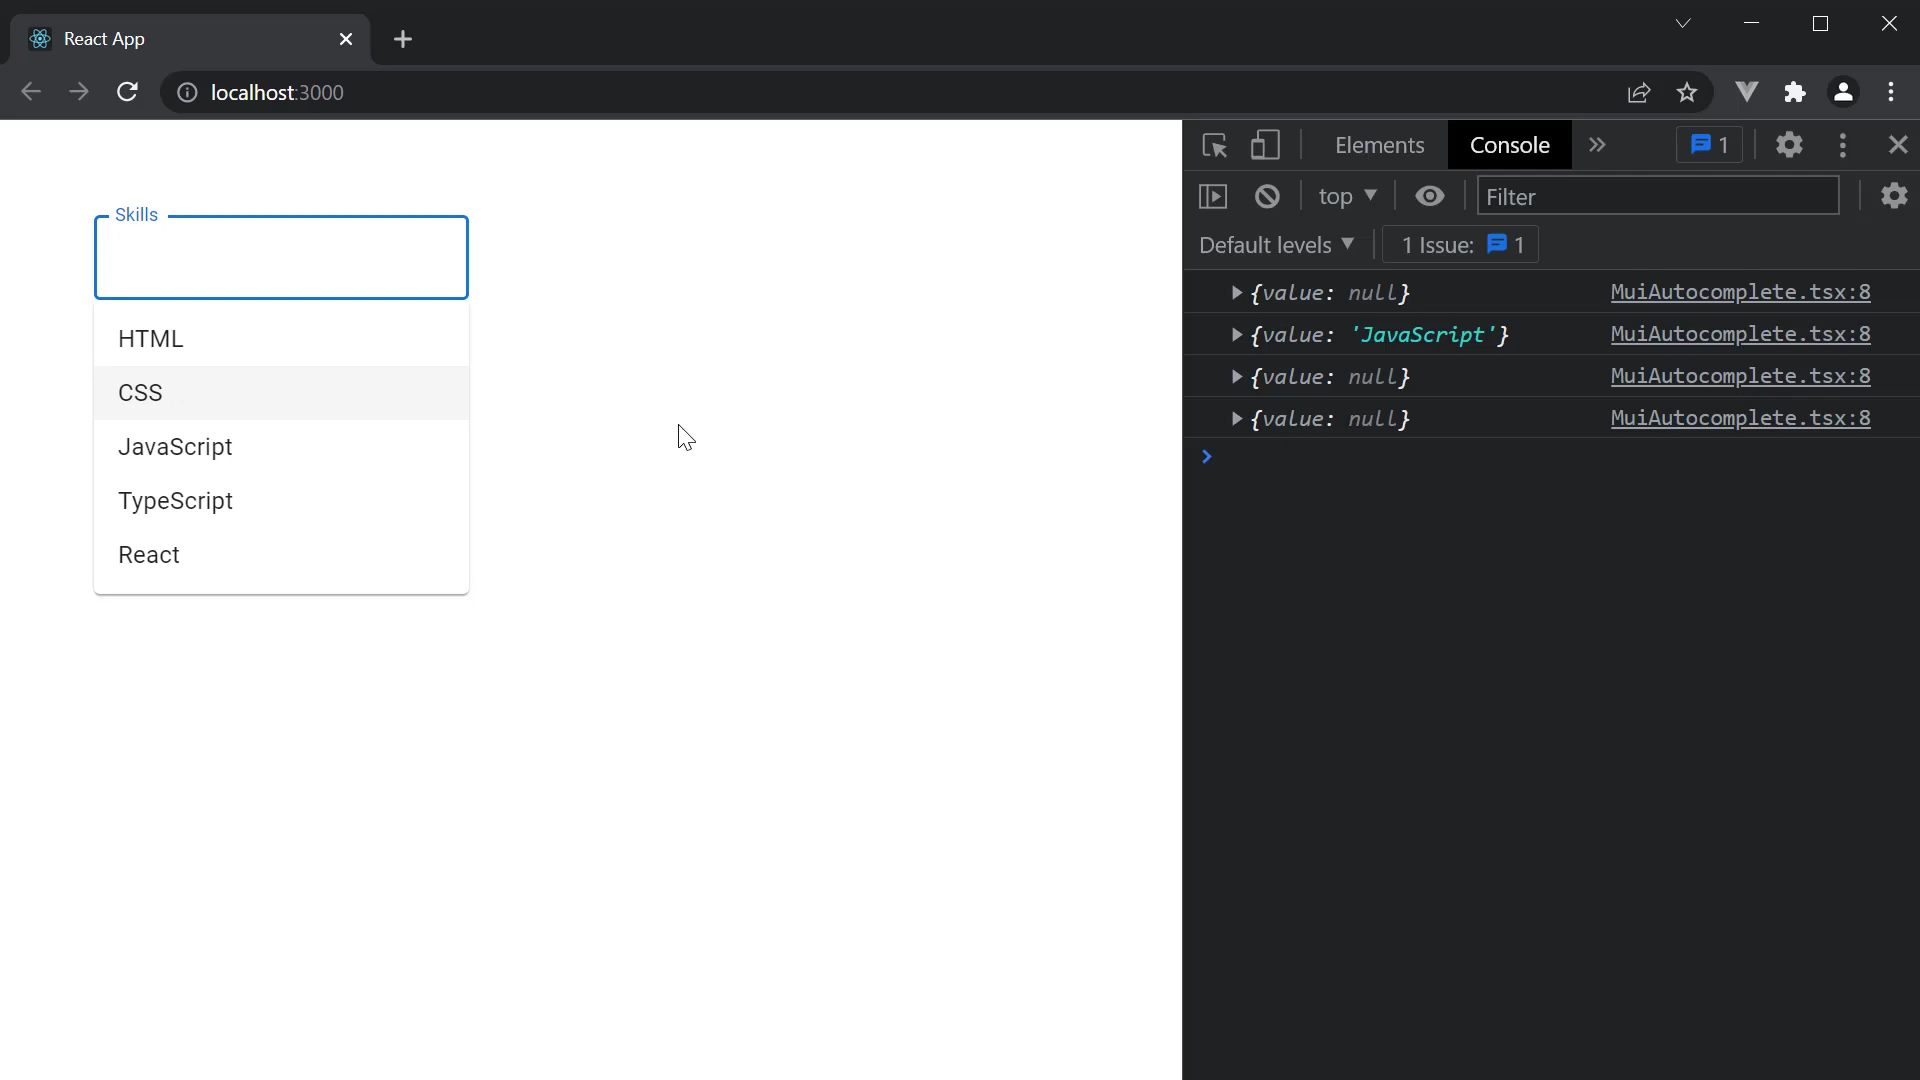 React App
localhost:3000
Elements
Console
1
top
Filter
Default levels
1 Issue: 1
Skills
HTML
CSS
JavaScript
TypeScript
React
{value: null} MuiAutocomplete.tsx:8
{value: 'JavaScript'} MuiAutocomplete.tsx:8
{value: null} MuiAutocomplete.tsx:8
{value: null} MuiAutocomplete.tsx:8